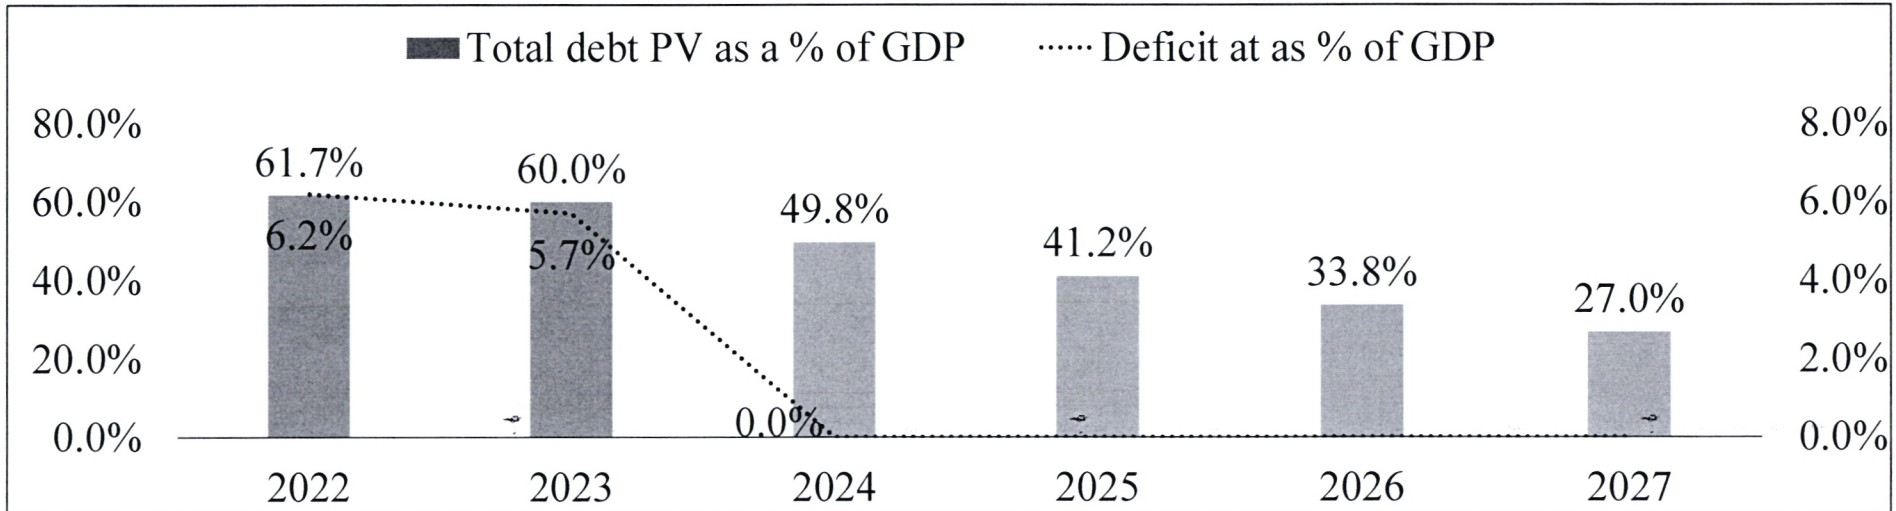 Total debt PV as a % of GDP Deficit at as % of GDP
80.0% 8.0%
61.7% 60.0%
60.0% 49.8% 6.0%
6.2% 5.7% 41.2%
40.0% 33.8% 4.0%
27.0%
20.0% 2.0%
0.0%
0.0% 0.0%
2022 2023 2024 2025 2026 2027